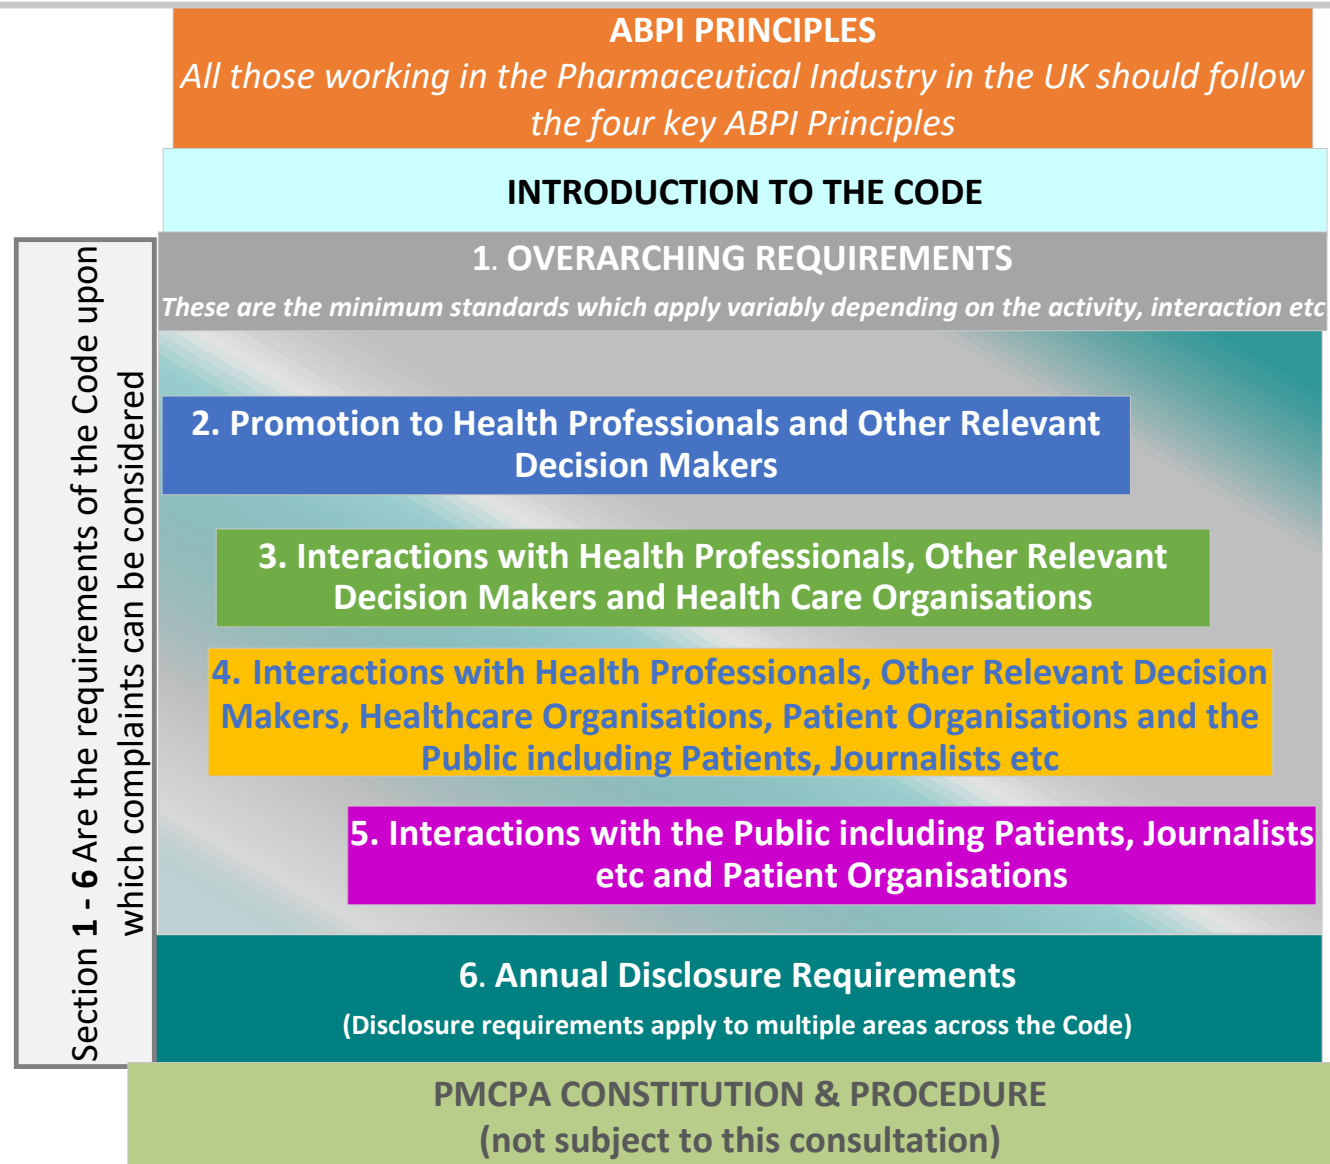 ABPI PRINCIPLES
All those working in the Pharmaceutical Industry in the UK should follow
the four key ABPI Principles
INTRODUCTION TO THE CODE
Section 1 - 6 Are the requirements of the Code upon
which complaints can be considered
1. OVERARCHING REQUIREMENTS
These are the minimum standards which apply variably depending on the activity, interaction etc
2. Promotion to Health Professionals and Other Relevant
Decision Makers
3. Interactions with Health Professionals, Other Relevant
Decision Makers and Health Care Organisations
4. Interactions with Health Professionals, Other Relevant Decision
Makers, Healthcare Organisations, Patient Organisations and the
Public including Patients, Journalists etc
5. Interactions with the Public including Patients, Journalists
etc and Patient Organisations
6. Annual Disclosure Requirements
(Disclosure requirements apply to multiple areas across the Code)
PMCPA CONSTITUTION & PROCEDURE
(not subject to this consultation)